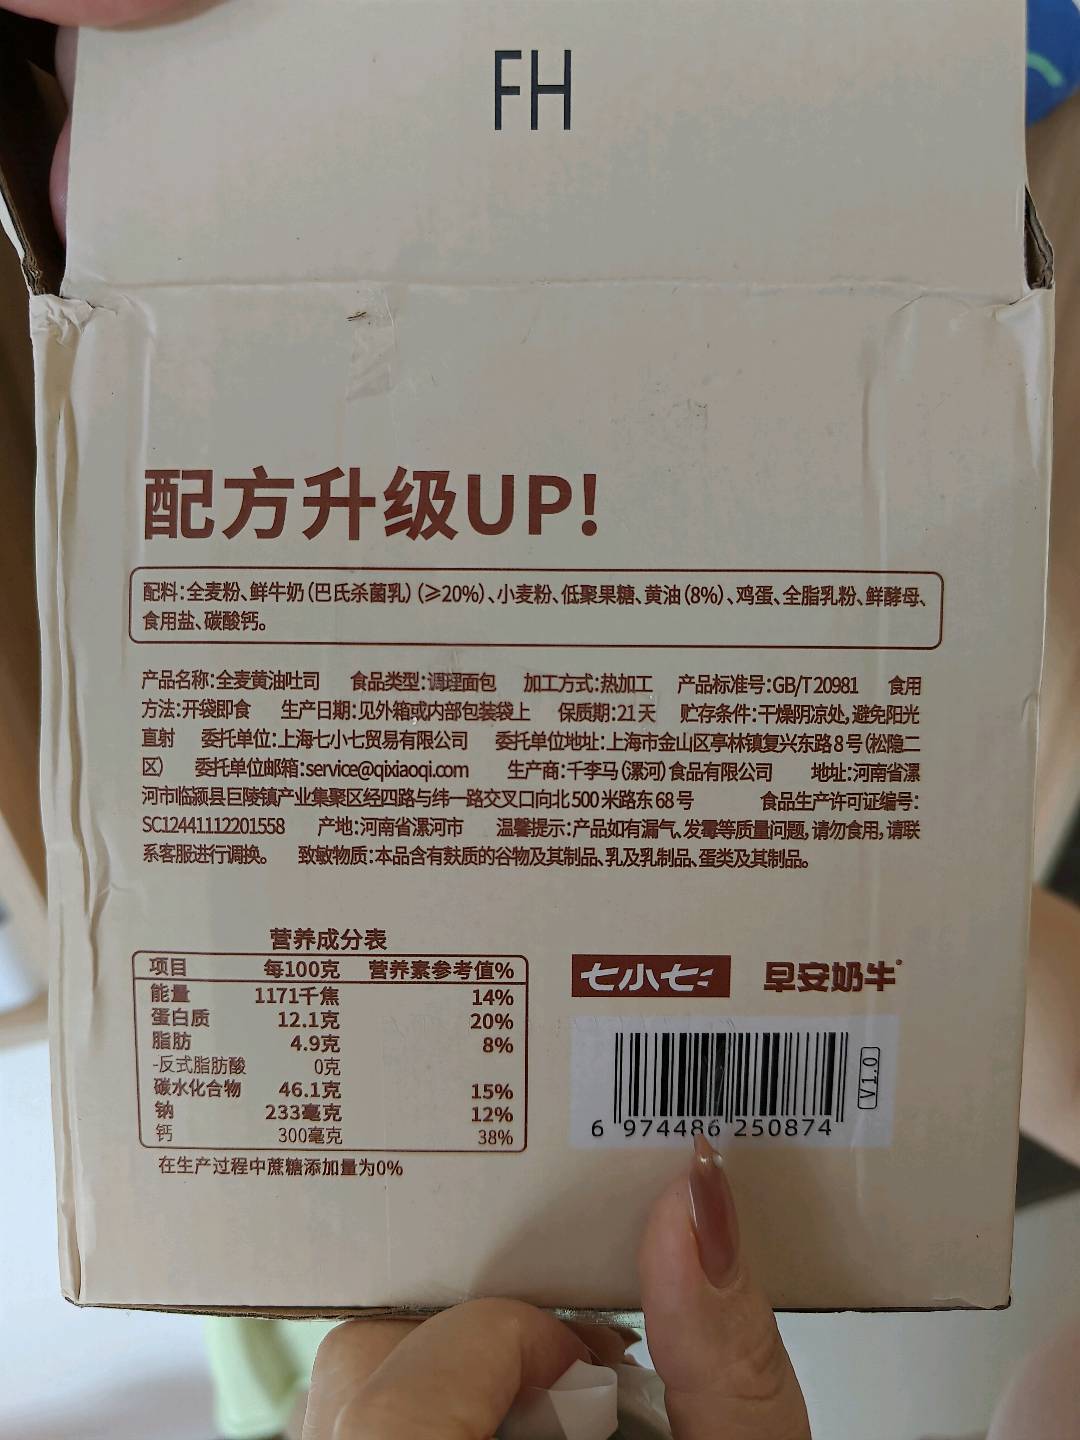 FH
配方升级UP!
配料:全麦粉、鲜牛奶(巴氏杀菌乳)(≥20%)、小麦粉、低聚果糖、黄油(8%)、鸡蛋、全脂乳粉、鲜酵母、
食用盐、碳酸钙。
产品名称:全麦黄油吐司 食品类型:调理面包 加工方式:热加工 产品标准号:GB/T 20981 食用
方法:开袋即食 生产日期:见外箱或内部包装袋上 保质期:21天 贮存条件:干燥阴凉处,避免阳光
直射 委托单位:上海七小七贸易有限公司 委托单位地址:上海市金山区亭林镇复兴东路8号(松隐二
区) 委托单位邮箱:service@qixiaoqi.com 生产商:千李马(漯河)食品有限公司 地址:河南省漯
河市临颍县巨陵镇产业集聚区经四路与纬一路交叉口向北500米路东68号 食品生产许可证编号:
SC12441112201558 产地:河南省漯河市 温馨提示:产品如有漏气、发霉等质量问题,请勿食用,请联
系客服进行调换。 致敏物质:本品含有麸质的谷物及其制品、乳及乳制品、蛋类及其制品。
营养成分表
项目 每100克 营养素参考值%
能量 1171千焦 14%
蛋白质 12.1克 20%
脂肪 4.9克 8%
-反式脂肪酸 0克
碳水化合物 46.1克 15%
钠 233毫克 12%
钙 300毫克 38%
在生产过程中蔗糖添加量为0%
七小七 早安奶牛
V1.0
6 974486 250874